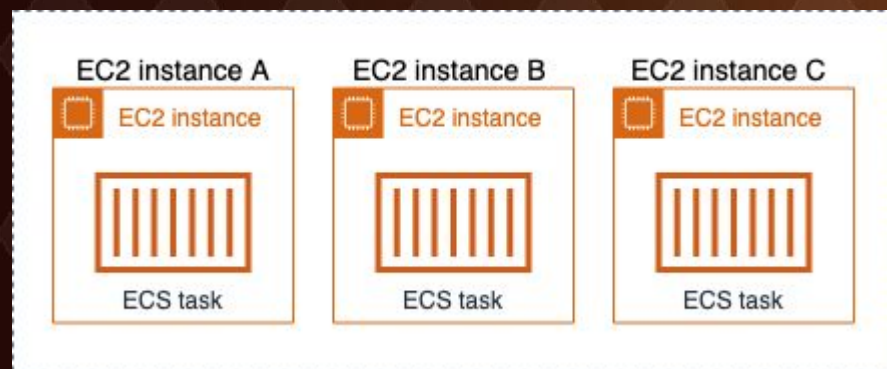 EC2 instance A
EC2 instance
ECS task
EC2 instance B
EC2 instance
ECS task
EC2 instance C
EC2 instance
ECS task